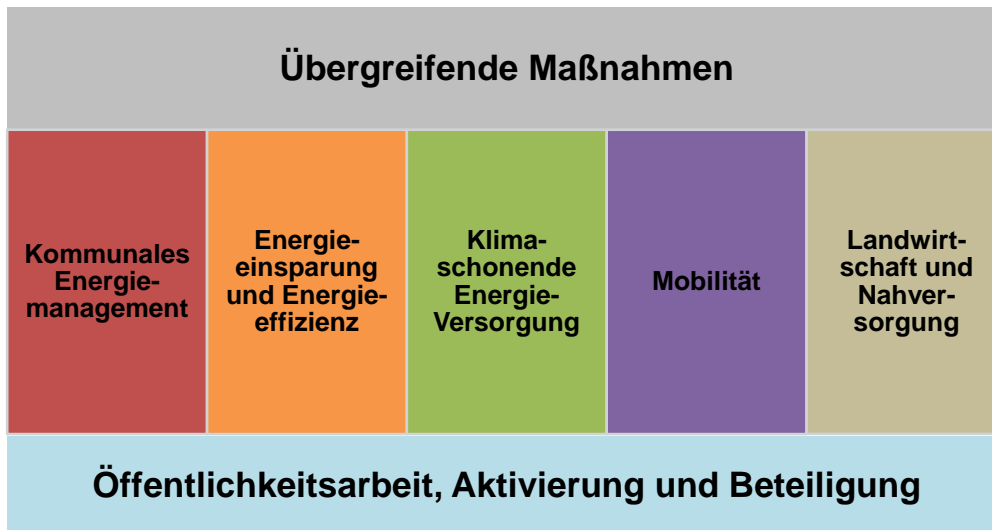 Übergreifende Maßnahmen
Kommunales
Energie-
management
Energie-
einsparung
und Energie-
effizienz
Klima-
schonende
Energie-
Versorgung
Mobilität
Landwirt-
schaft und
Nahver-
sorgung
Öffentlichkeitsarbeit, Aktivierung und Beteiligung